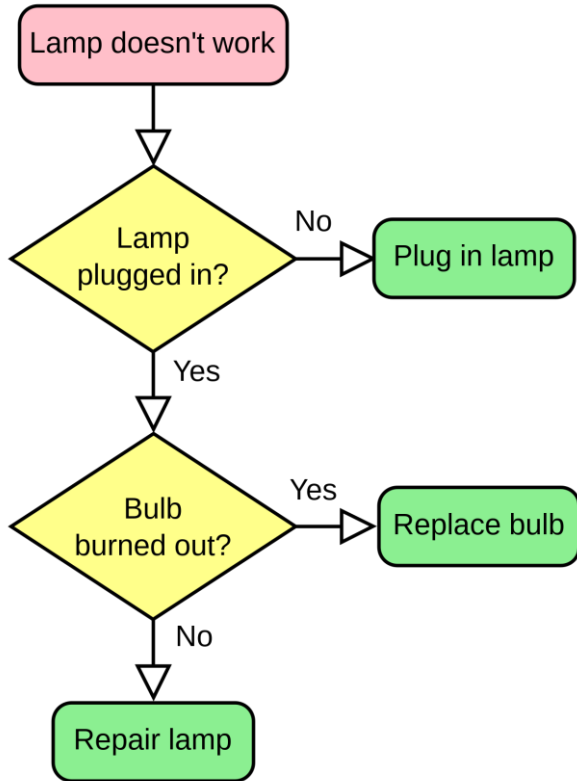 Lamp doesn't work
Lamp
plugged in?
No
Plug in lamp
Yes
Bulb
burned out?
Yes
Replace bulb
No
Repair lamp